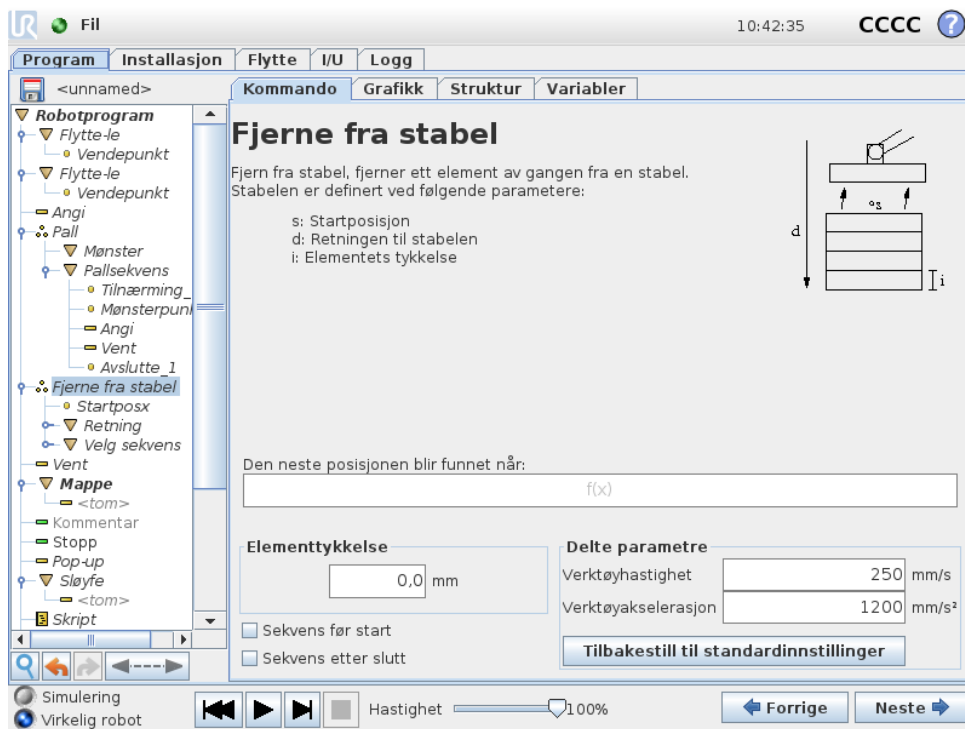 UR Fil 10:42:35 CCCC ?
Program Installasjon Flytte I/U Logg
<unnamed>
Kommando Grafikk Struktur Variabler
Robotprogram
Flytte-le
Vendepunkt
Flytte-le
Vendepunkt
Angi
Pall
Mønster
Pallsekvens
Tilnærming_
Mønsterpun
Angi
Vent
Avslutte_1
Fjerne fra stabel
Startposx
Retning
Velg sekvens
Vent
Mappe
<tom>
Kommentar
Stopp
Pop-up
Sløyfe
<tom>
Skript
Fjerne fra stabel
Fjern fra stabel, fjerner ett element av gangen fra en stabel.
Stabelen er definert ved følgende parametere:
s: Startposisjon
d: Retningen til stabelen
i: Elementets tykkelse
s
d
i
Den neste posisjonen blir funnet når:
f(x)
Elementtykkelse
0,0 mm
Sekvens før start
Sekvens etter slutt
Delte parametre
Verktøyhastighet 250 mm/s
Verktøyakselerasjon 1200 mm/s²
Tilbakestill til standardinnstillinger
Simulering
Virkelig robot
Hastighet 100%
Forrige Neste